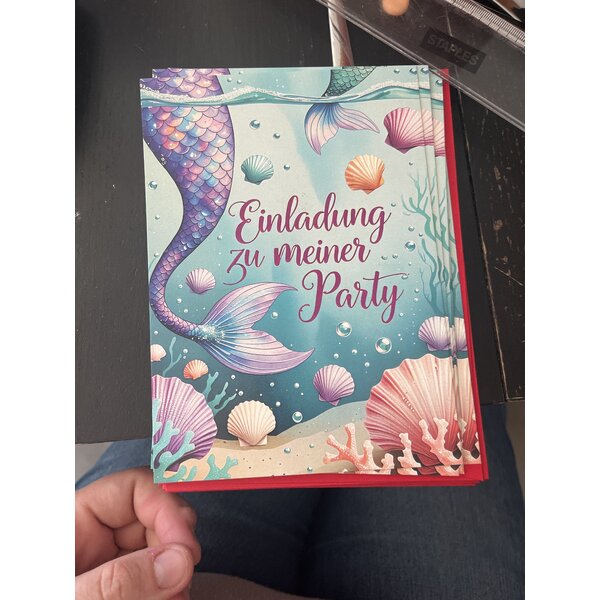 STAPLES
Einladung
zu meiner
Party